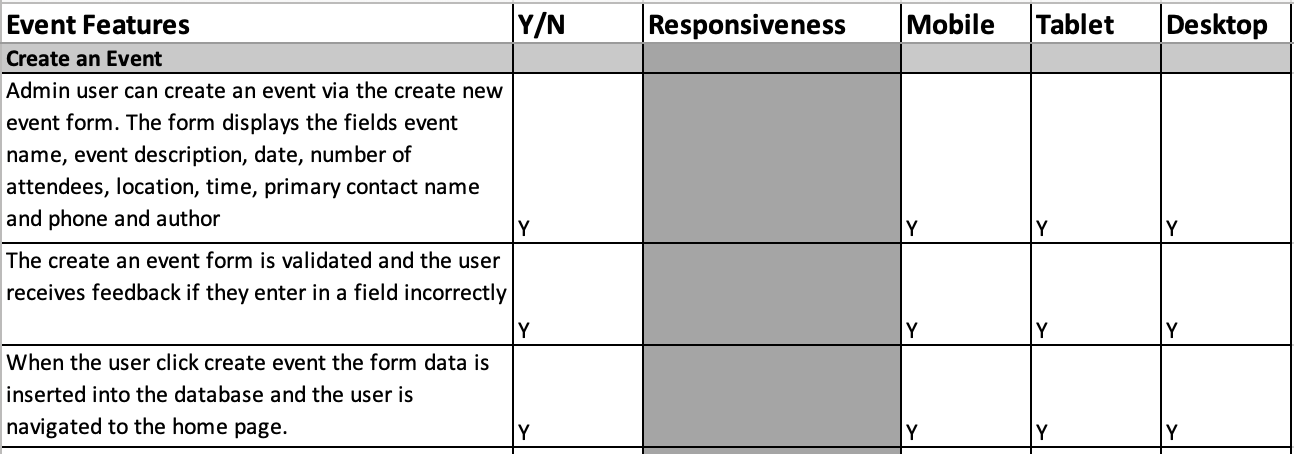 Event Features Y/N Responsiveness Mobile Tablet Desktop
Create an Event
Admin user can create an event via the create new
event form. The form displays the fields event
name, event description, date, number of
attendees, location, time, primary contact name
and phone and author Y Y Y Y
The create an event form is validated and the user
receives feedback if they enter in a field incorrectly
Y Y Y Y
When the user click create event the form data is
inserted into the database and the user is
navigated to the home page. Y Y Y Y